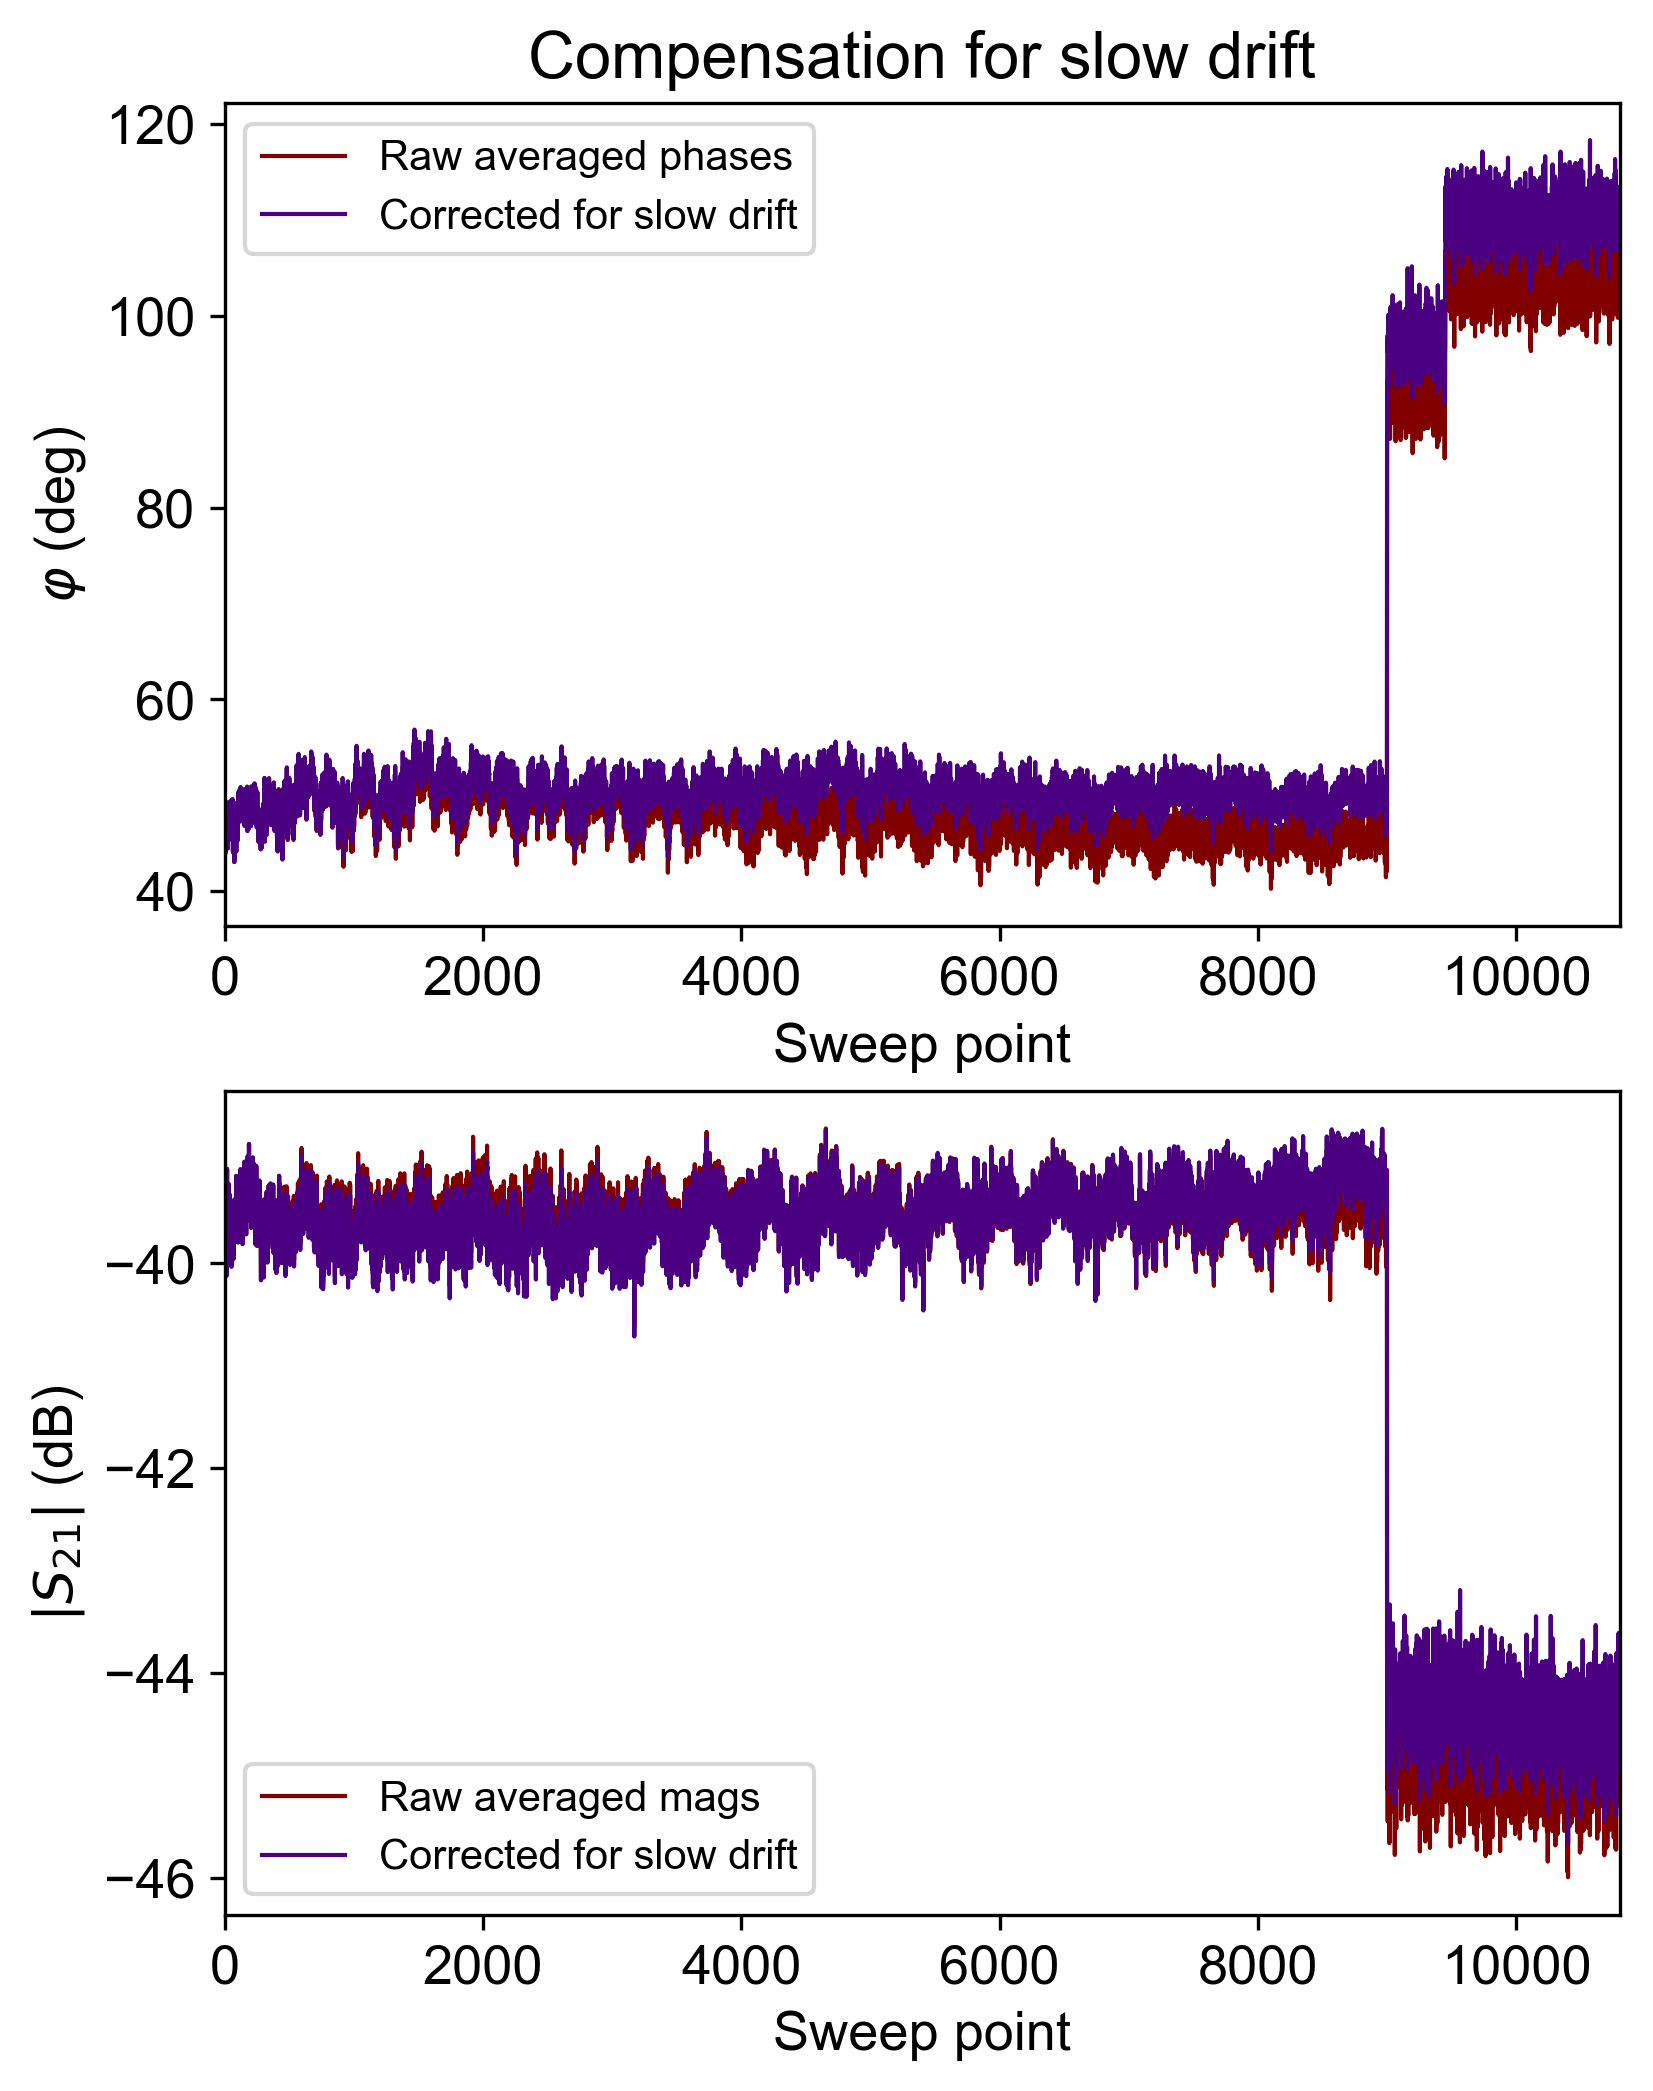 Compensation for slow drift
120
100
80
60
40
φ (deg)
Raw averaged phases
Corrected for slow drift
0 2000 4000 6000 8000 10000
Sweep point
−40
−42
−44
−46
|S₂₁| (dB)
Raw averaged mags
Corrected for slow drift
0 2000 4000 6000 8000 10000
Sweep point